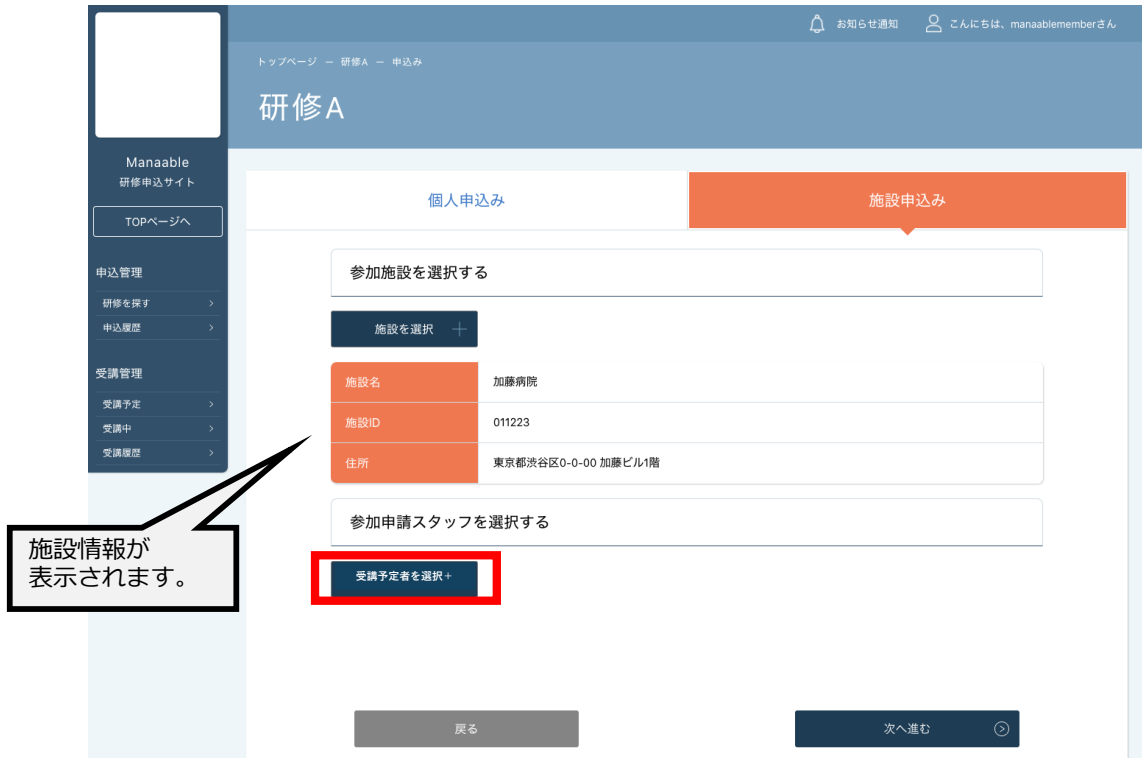 お知らせ通知
こんにちは、manaablememberさん
トップページ ー 研修A ー 申込み
研修A
Manaable
研修申込サイト
TOPページへ
申込管理
研修を探す
申込履歴
受講管理
受講予定
受講中
受講履歴
個人申込み
施設申込み
参加施設を選択する
施設を選択
施設名 加藤病院
施設ID 011223
住所 東京都渋谷区0-0-00 加藤ビル1階
参加申請スタッフを選択する
受講予定者を選択+
施設情報が
表示されます。
戻る
次へ進む